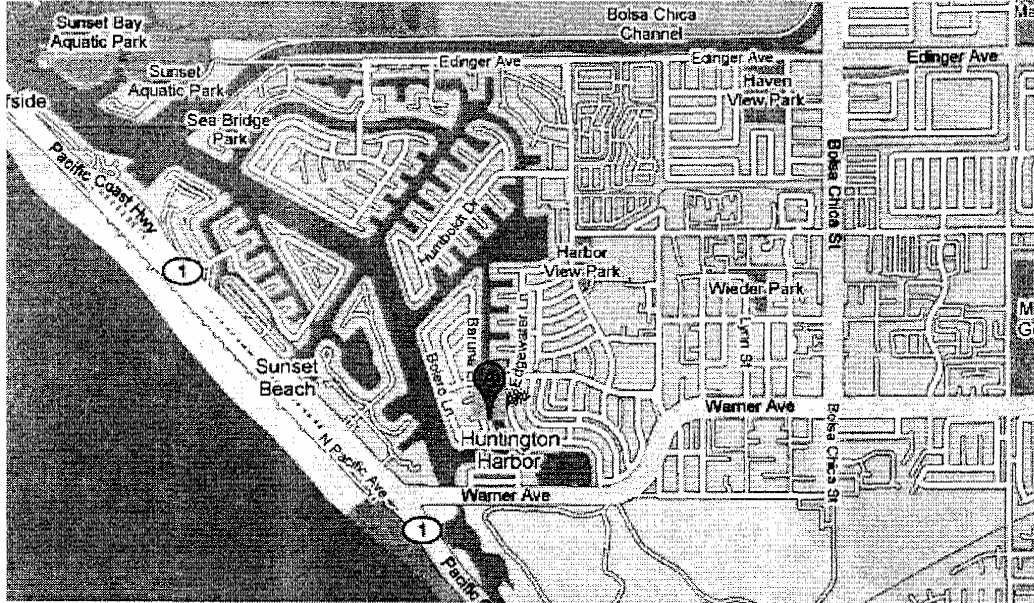 Sunset Bay
Aquatic Park
Bolsa Chica
Channel
Edinger Ave
Edinger Ave
Edinger Ave
Sunset
Aquatic Park
Haven
View Park
fside
Sea Bridge
Park
Pacific Coast Hwy
Bolsa Chica St
Humboldt Dr
1
Harbor
View Park
Wieder Park
Lynn St
Baruna
Edgewater
Bolero Ln
Sunset
Beach
Warner Ave
Bolsa Chica St
N Pacific Ave
Huntington
Harbor
Warner Ave
1
Pacific